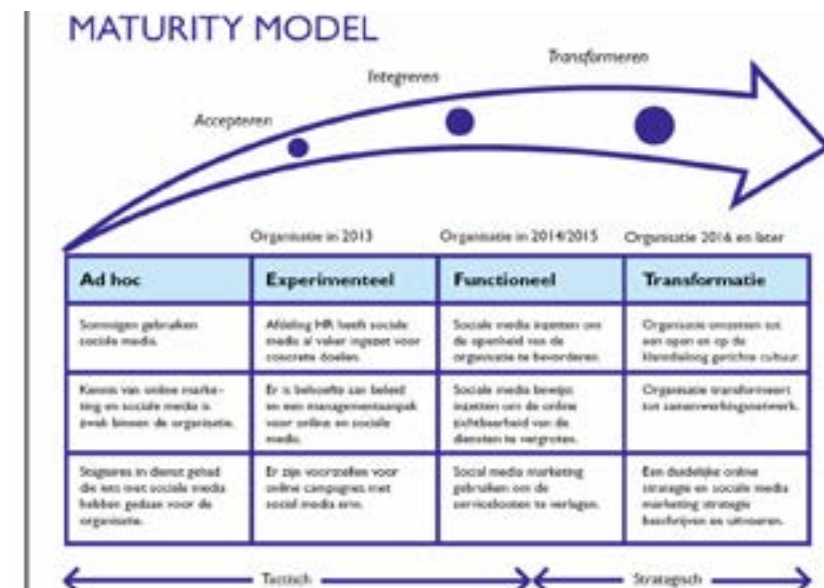 MATURITY MODEL
Transformeren
Integreren
Accepteren
Organisatie in 2013
Organisatie in 2014/2015
Organisatie 2016 en later
Ad hoc
Experimenteel
Functioneel
Transformatie
Sommigen gebruiken
sociale media.
Afdeling HR heeft sociale
media al vaker ingezet voor
concrete doelen.
Sociale media inzetten om
de openheid van de
organisatie te bevorderen
Organisatie omzetten tot
een open en op de
gerichte cultuur
Kennis van online marke-
ting en sociale media is
zwak binnen de organisatie.
Er is behoefte aan beleid
en een managementaanpak
voor online en sociale
media.
Sociale media bewust
inzetten om de online
zichtbaarheid van de
diensten te vergroten.
Organisatie transformeert
tot samenwerkingsnetwerk.
Stagiaires in dienst gehad
die iets met sociale media
hebben gedaan voor de
organisatie.
Er zijn voorstellen voor
online campagnes met
social media erin.
Social media marketing
gebruiken om de
servicekosten te verlagen.
Een duidelijke online
strategie en sociale media
marketing strategie
beschrijven en uitvoeren.
Tactisch
Strategisch